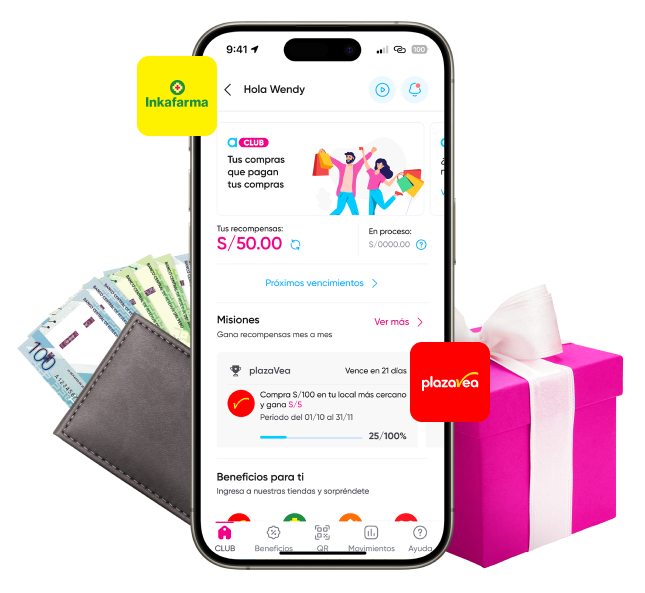 9:41
100
Inkafarma
Hola Wendy
a CLUB
Tus compras
que pagan
tus compras
Tus recompensas:
S/50.00
En proceso:
S/0000.00
Próximos vencimientos
Misiones
Ver más
Gana recompensas mes a mes
plazaVea
Vence en 21 días
plazavea
Compra S/100 en tu local más cercano
y gana S/5
Periodo del 01/10 al 31/11
25/100%
Beneficios para ti
Ingresa a nuestras tiendas y sorpréndete
CLUB
Beneficios
QR
Movimientos
Ayuda
100